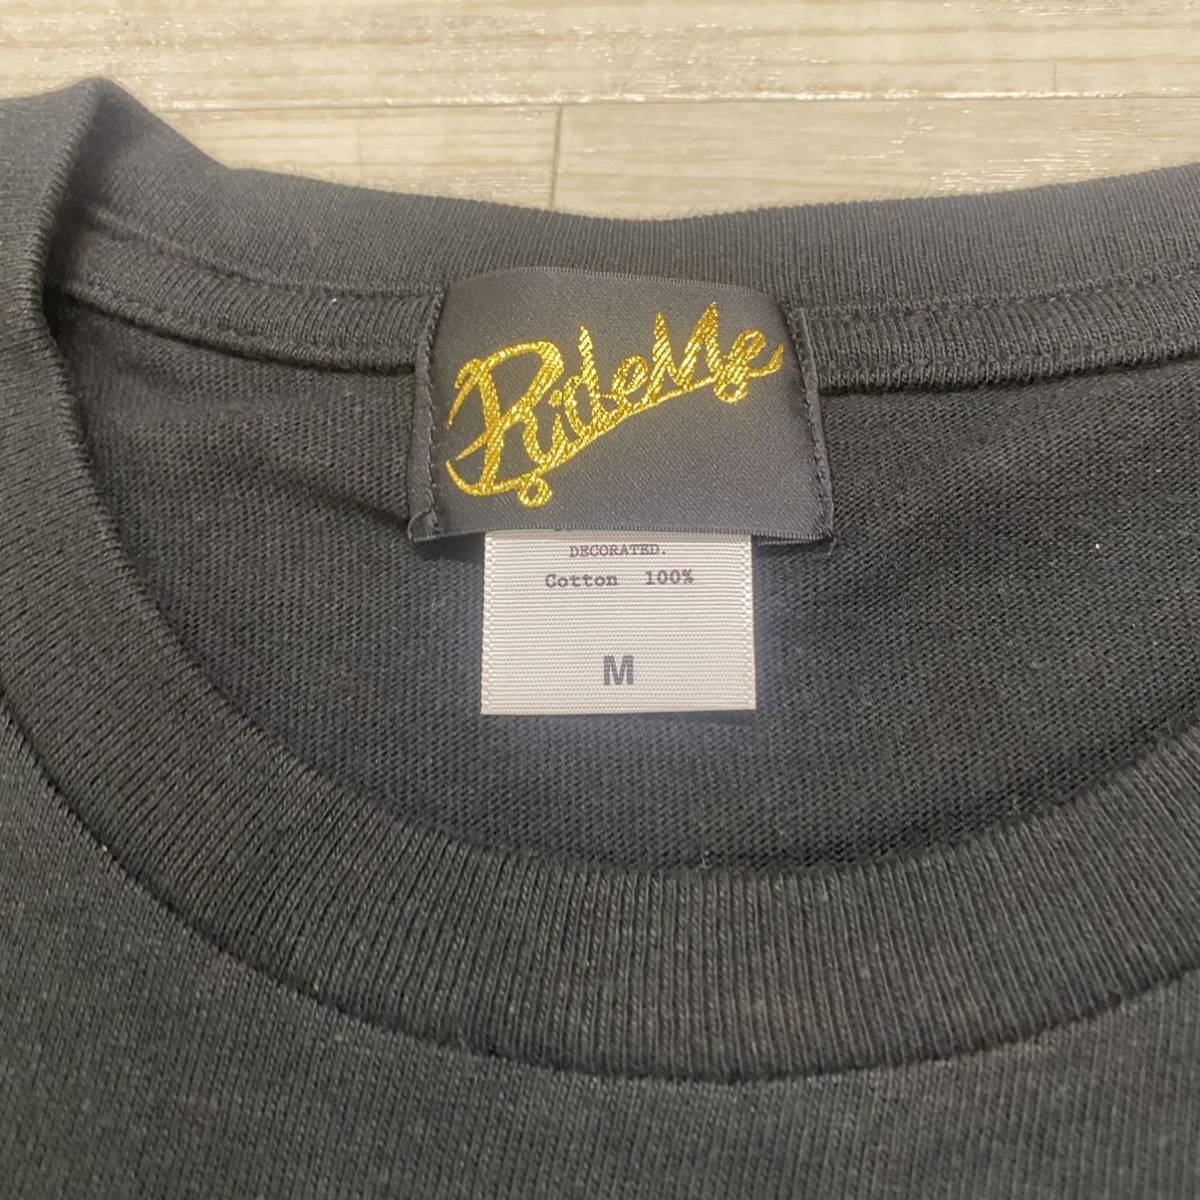 RideMe
DECORATED.
Cotton 100%
M